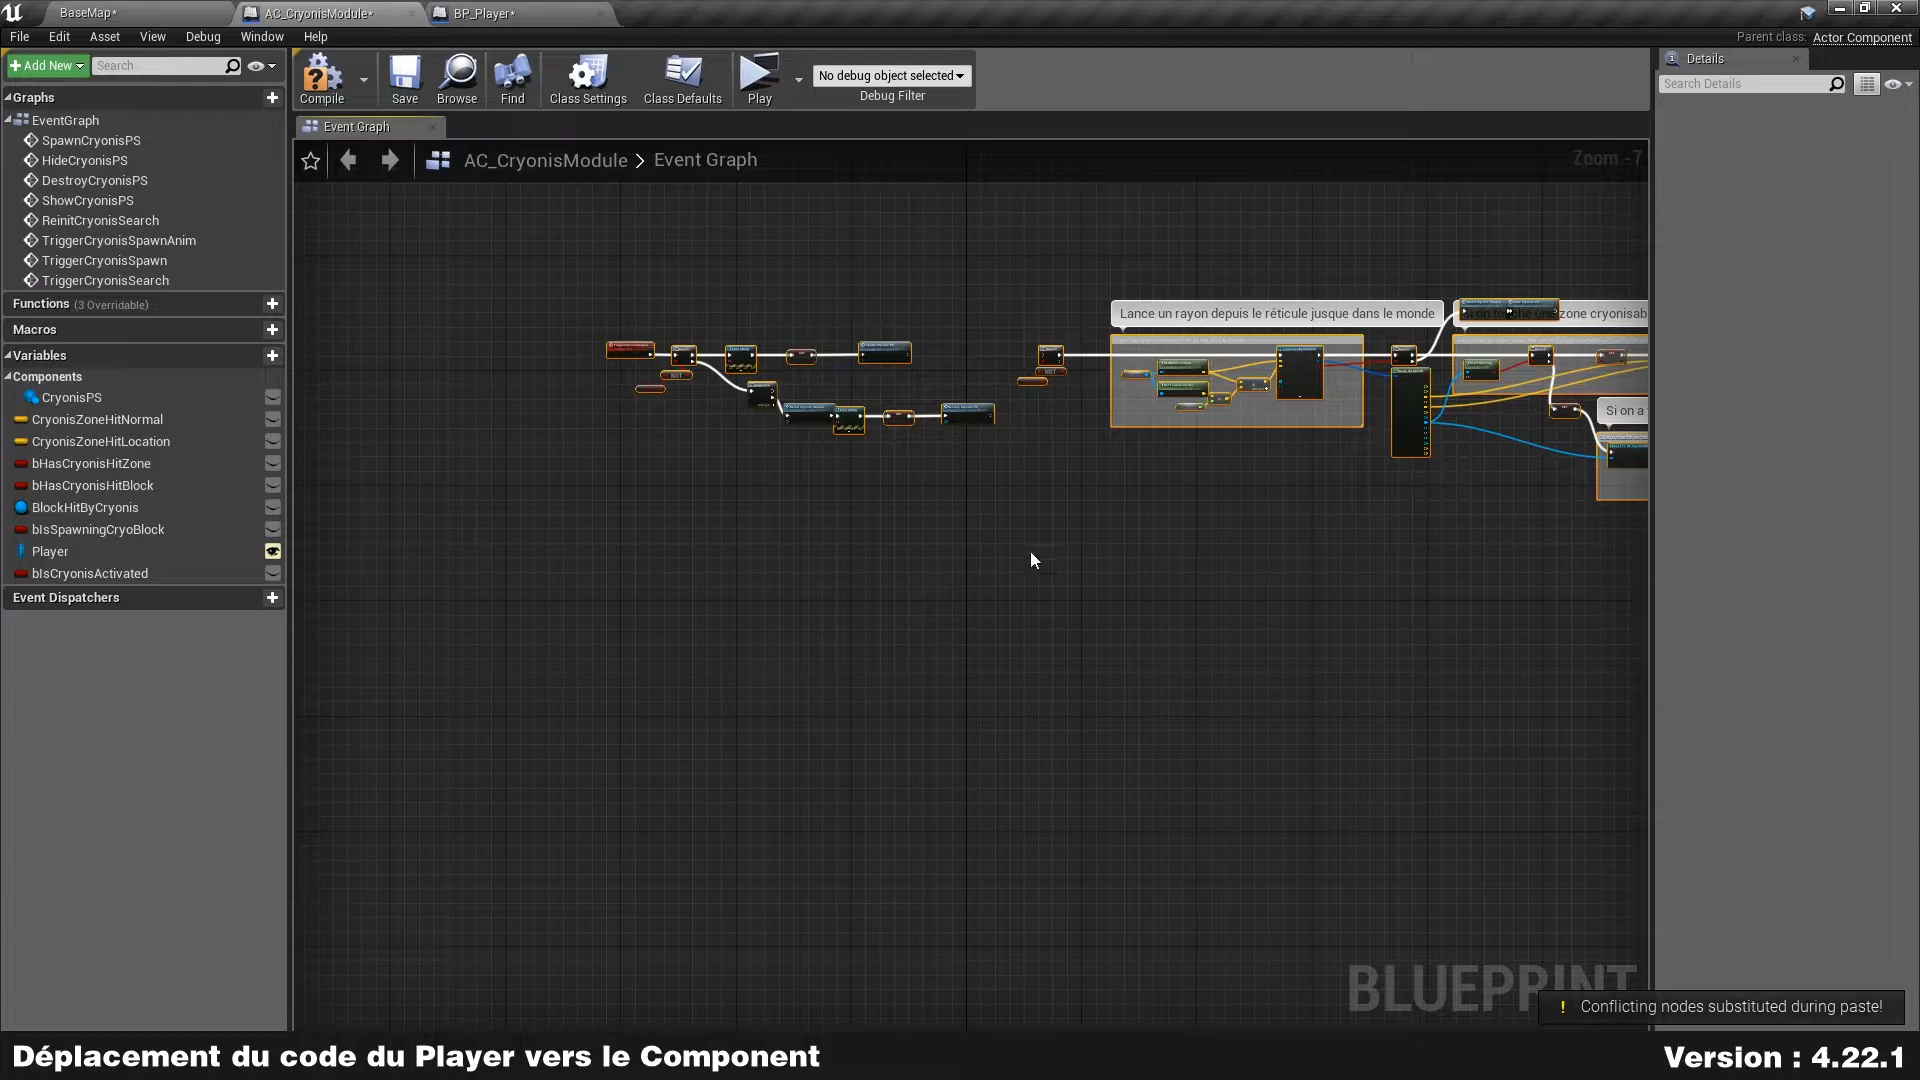 BaseMap*
AC_CryonisModule*
BP_Player*
File Edit Asset View Debug Window Help
Parent class: Actor Component
Add New
Search
Compile
Save
Browse
Find
Class Settings
Class Defaults
Play
No debug object selected
Debug Filter
Details
Search Details
Graphs
EventGraph
SpawnCryonisPS
HideCryonisPS
DestroyCryonisPS
ShowCryonisPS
ReinitCryonisSearch
TriggerCryonisSpawnAnim
TriggerCryonisSpawn
TriggerCryonisSearch
Functions (3 Overridable)
Macros
Variables
Components
CryonisPS
CryonisZoneHitNormal
CryonisZoneHitLocation
bHasCryonisHitZone
bHasCryonisHitBlock
BlockHitByCryonis
bIsSpawningCryoBlock
Player
bIsCryonisActivated
Event Dispatchers
Event Graph
AC_CryonisModule > Event Graph
Zoom -7
Lance un rayon depuis le réticule jusque dans le monde
zone cryonisab
NOT
NOT
Si on a
BLUEPRINT
! Conflicting nodes substituted during paste!
Déplacement du code du Player vers le Component
Version : 4.22.1